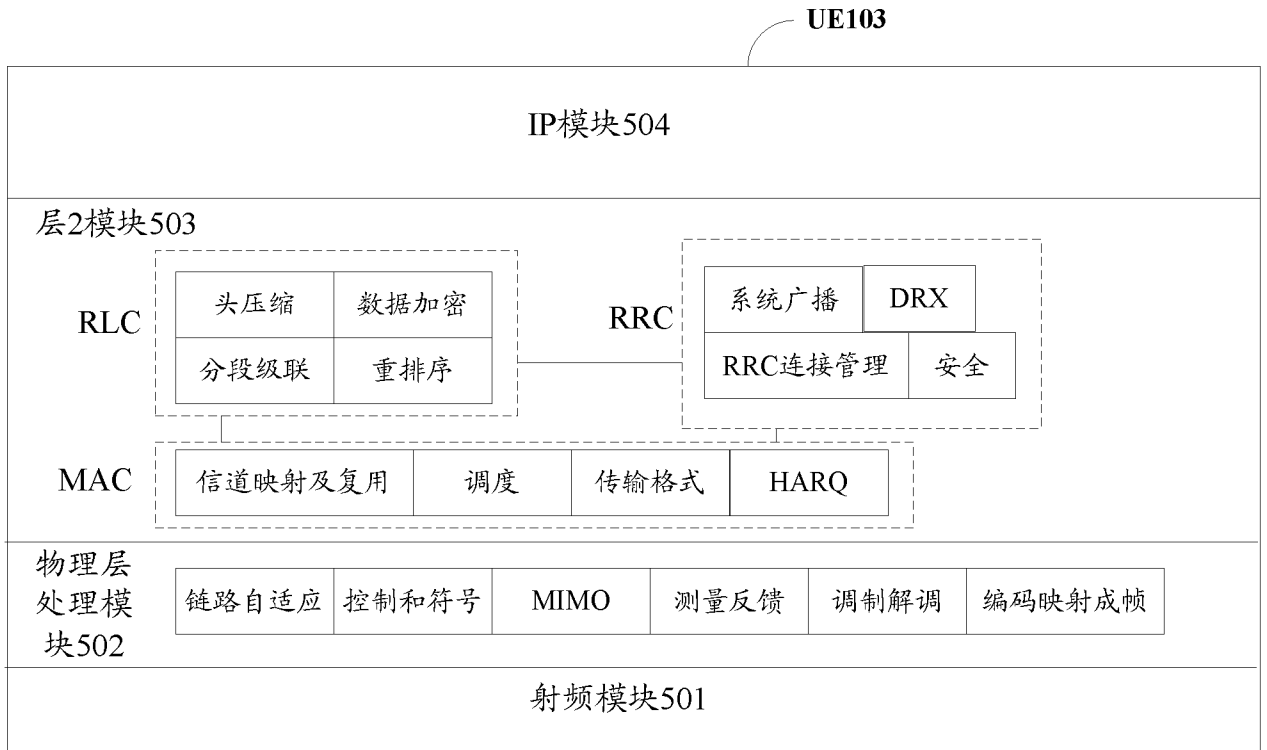 UE103
IP模块504
层2模块503
RLC
头压缩
数据加密
分段级联
重排序
RRC
系统广播
DRX
RRC连接管理
安全
MAC
信道映射及复用
调度
传输格式
HARQ
物理层
处理模
块502
链路自适应
控制和符号
MIMO
测量反馈
调制解调
编码映射成帧
射频模块501